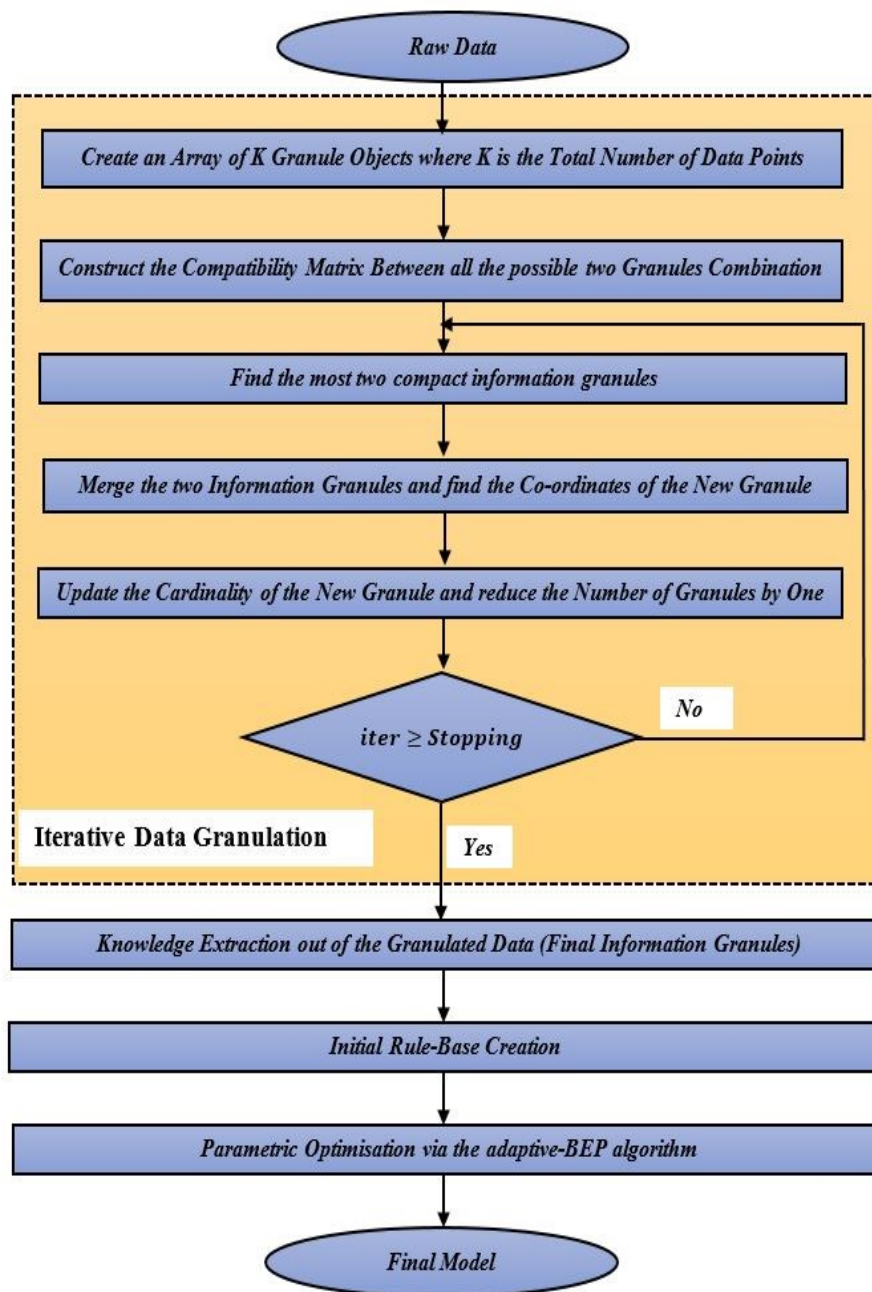 Raw Data
Create an Array of K Granule Objects where K is the Total Number of Data Points
Construct the Compatibility Matrix Between all the possible two Granules Combination
Find the most two compact information granules
Merge the two Information Granules and find the Co-ordinates of the New Granule
Update the Cardinality of the New Granule and reduce the Number of Granules by One
No
iter ≥ Stopping
Iterative Data Granulation
Yes
Knowledge Extraction out of the Granulated Data (Final Information Granules)
Initial Rule-Base Creation
Parametric Optimisation via the adaptive-BEP algorithm
Final Model